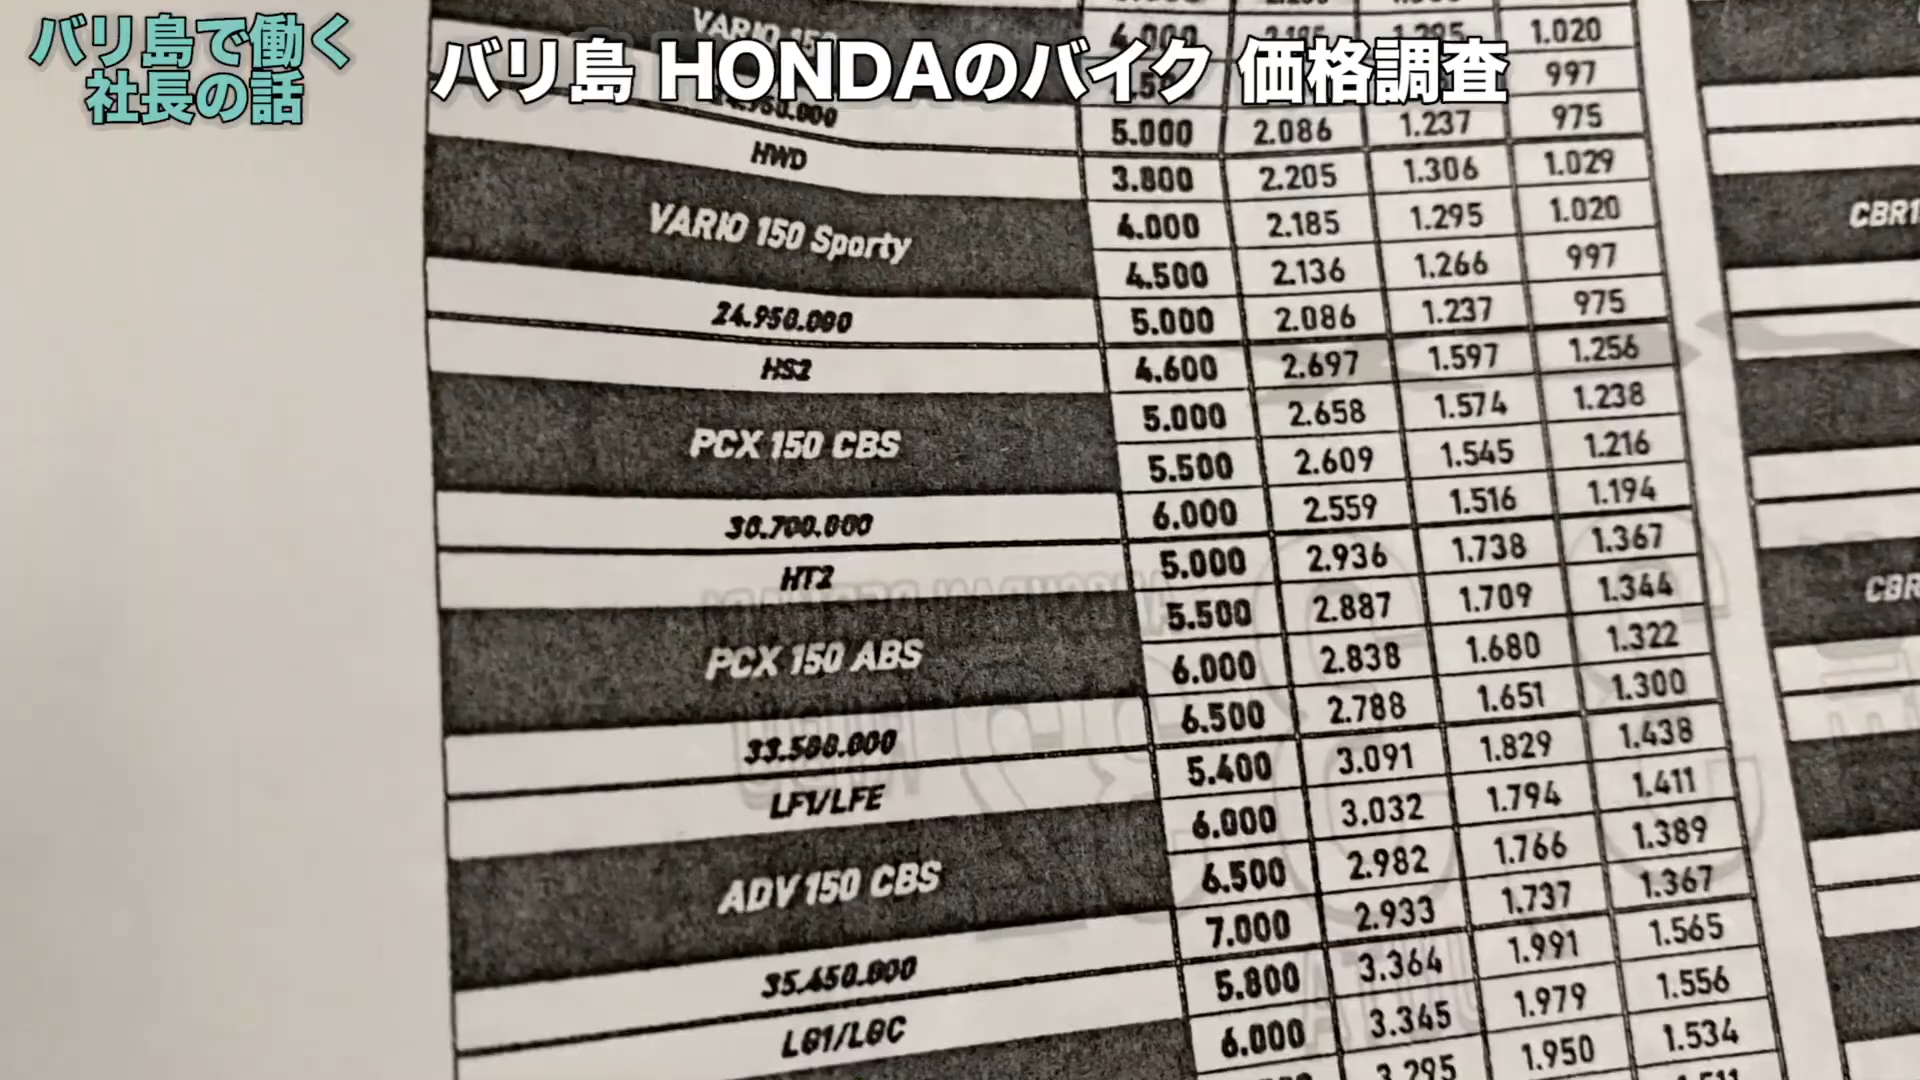 バリ島で働く
社長の話
バリ島 HONDAのバイク 価格調査
VARIO 150
4.000 2.185 1.295 1.020
997
5.000 2.086 1.237 975
HWD 3.800 2.205 1.306 1.029
VARIO 150 Sporty
4.000 2.185 1.295 1.020
4.500 2.136 1.266 997
24.950.000
5.000 2.086 1.237 975
HS2
4.600 2.697 1.597 1.256
PCX 150 CBS
5.000 2.658 1.574 1.238
5.500 2.609 1.545 1.216
30.700.000
6.000 2.559 1.516 1.194
HT2
5.000 2.936 1.738 1.367
PCX 150 ABS
5.500 2.887 1.709 1.344
6.000 2.838 1.680 1.322
33.500.000
6.500 2.788 1.651 1.300
LF1/LFE
5.400 3.091 1.829 1.438
ADV 150 CBS
6.000 3.032 1.794 1.411
6.500 2.982 1.766 1.389
35.450.000
7.000 2.933 1.737 1.367
5.800 3.364 1.991 1.565
6.000 3.345 1.979 1.556
3.295 1.950 1.534
CBR1
CBR